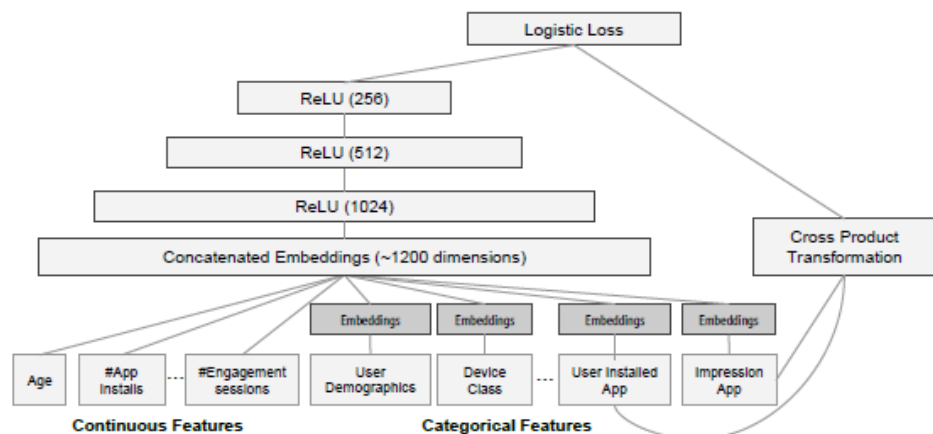 Logistic Loss
ReLU (256)
ReLU (512)
ReLU (1024)
Concatenated Embeddings (~1200 dimensions)
Cross Product
Transformation
Embeddings
Embeddings
Embeddings
Embeddings
Age
#App
Installs
#Engagement
sessions
User
Demographics
Device
Class
User Installed
App
Impression
App
Continuous Features
Categorical Features